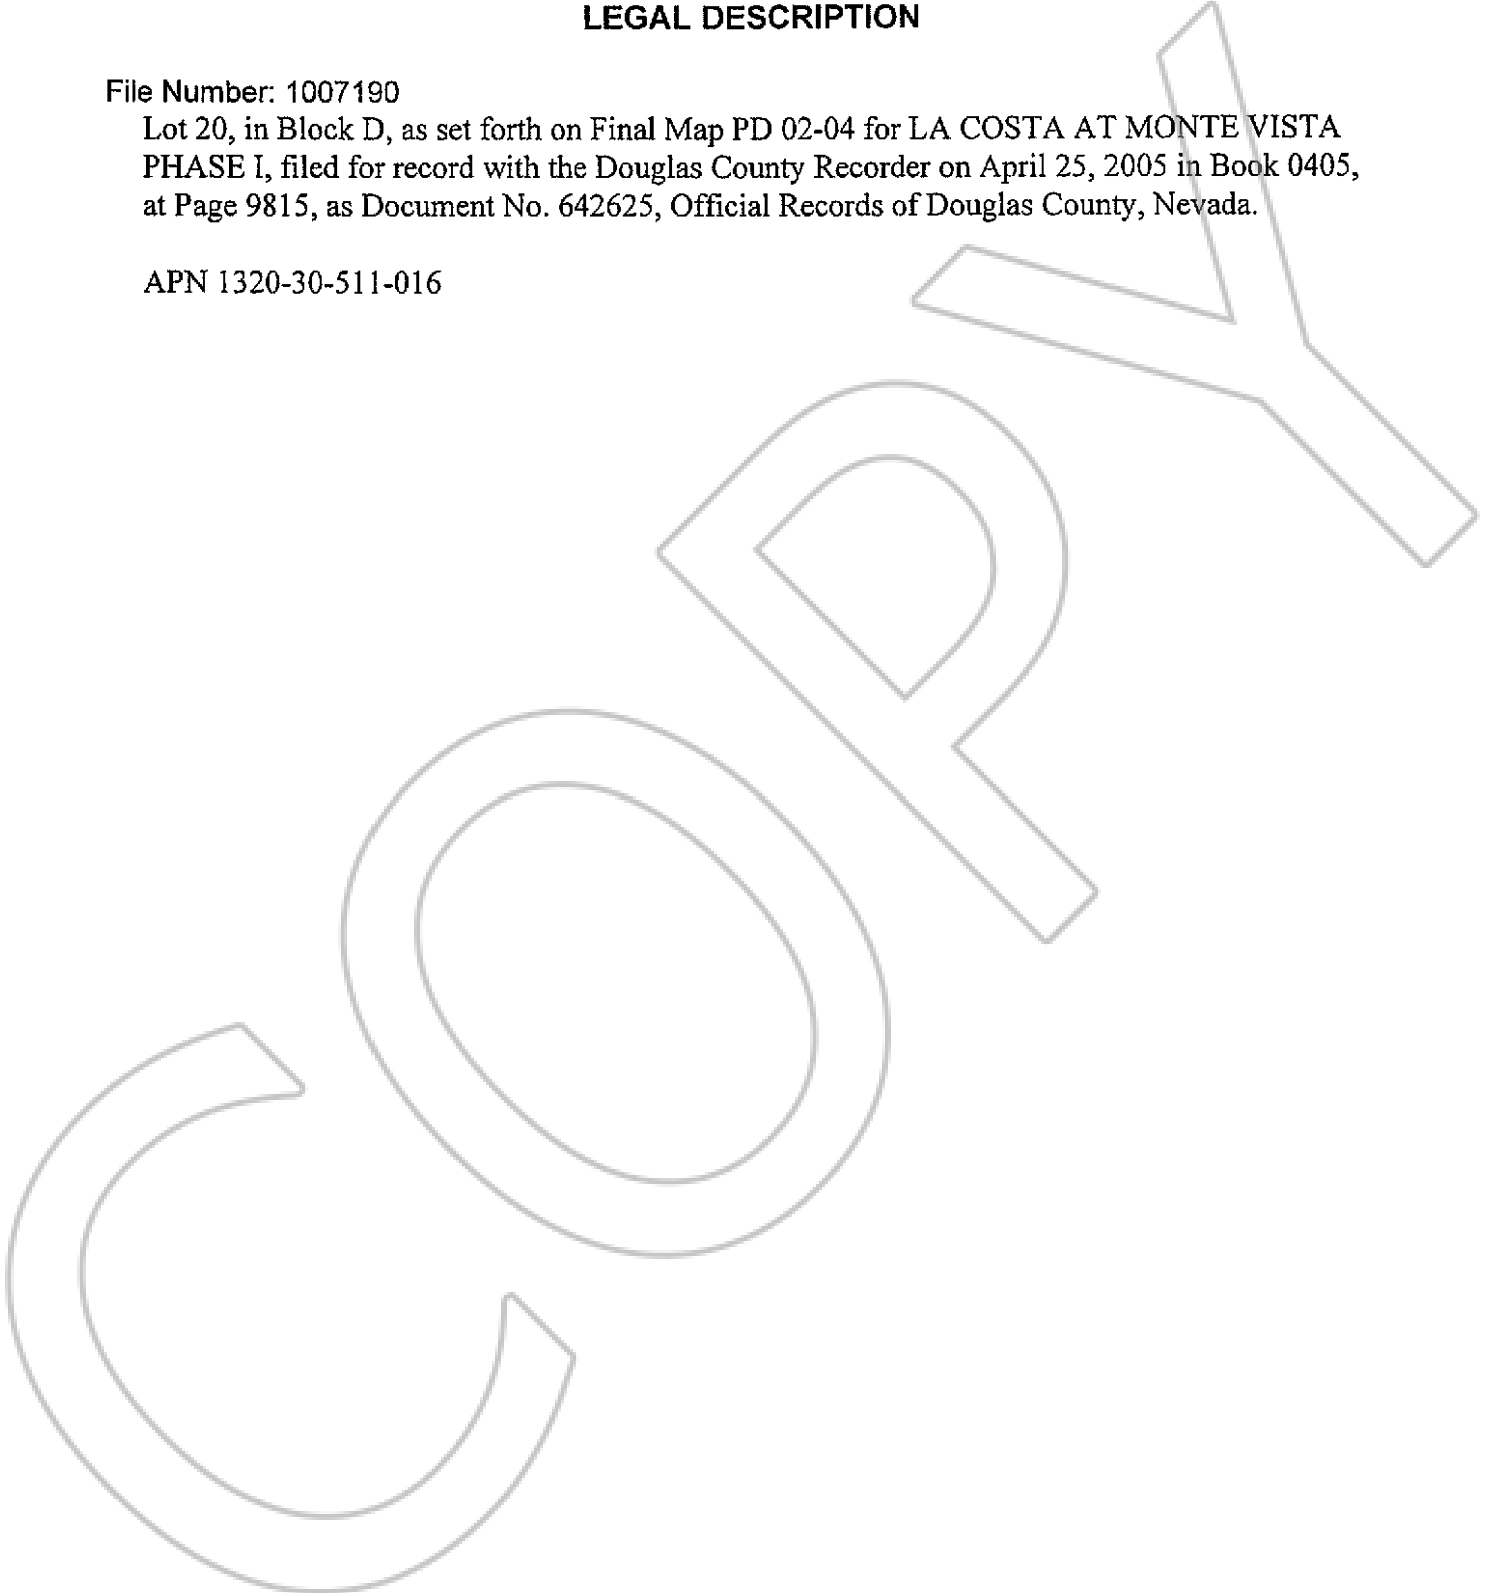 LEGAL DESCRIPTION
File Number: 1007190
Lot 20, in Block D, as set forth on Final Map PD 02-04 for LA COSTA AT MONTE VISTA
PHASE I, filed for record with the Douglas County Recorder on April 25, 2005 in Book 0405,
at Page 9815, as Document No. 642625, Official Records of Douglas County, Nevada.
APN 1320-30-511-016
COPY